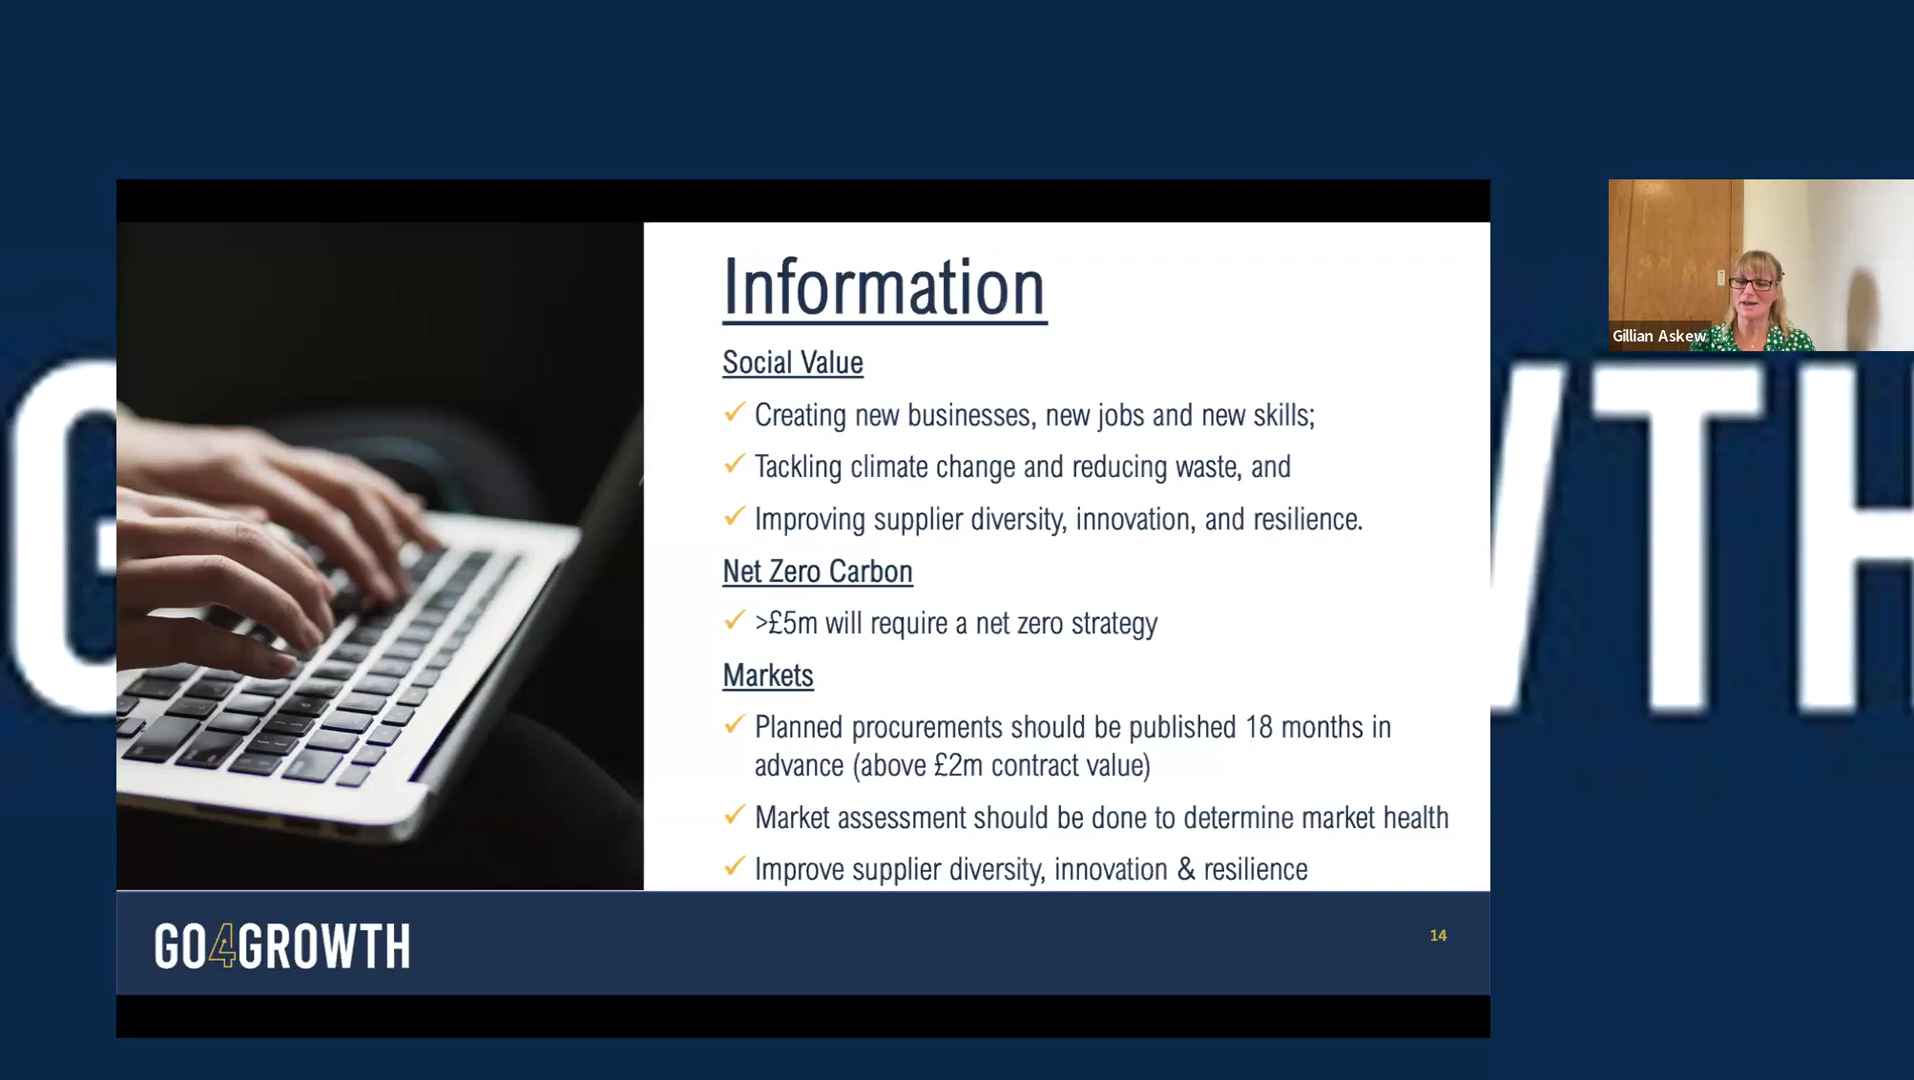 Information
Social Value
Creating new businesses, new jobs and new skills;
Tackling climate change and reducing waste, and
Improving supplier diversity, innovation, and resilience.
Net Zero Carbon
>£5m will require a net zero strategy
Markets
Planned procurements should be published 18 months in
advance (above £2m contract value)
Market assessment should be done to determine market health
Improve supplier diversity, innovation & resilience
GO4GROWTH
14
Gillian Askew
G
WTH